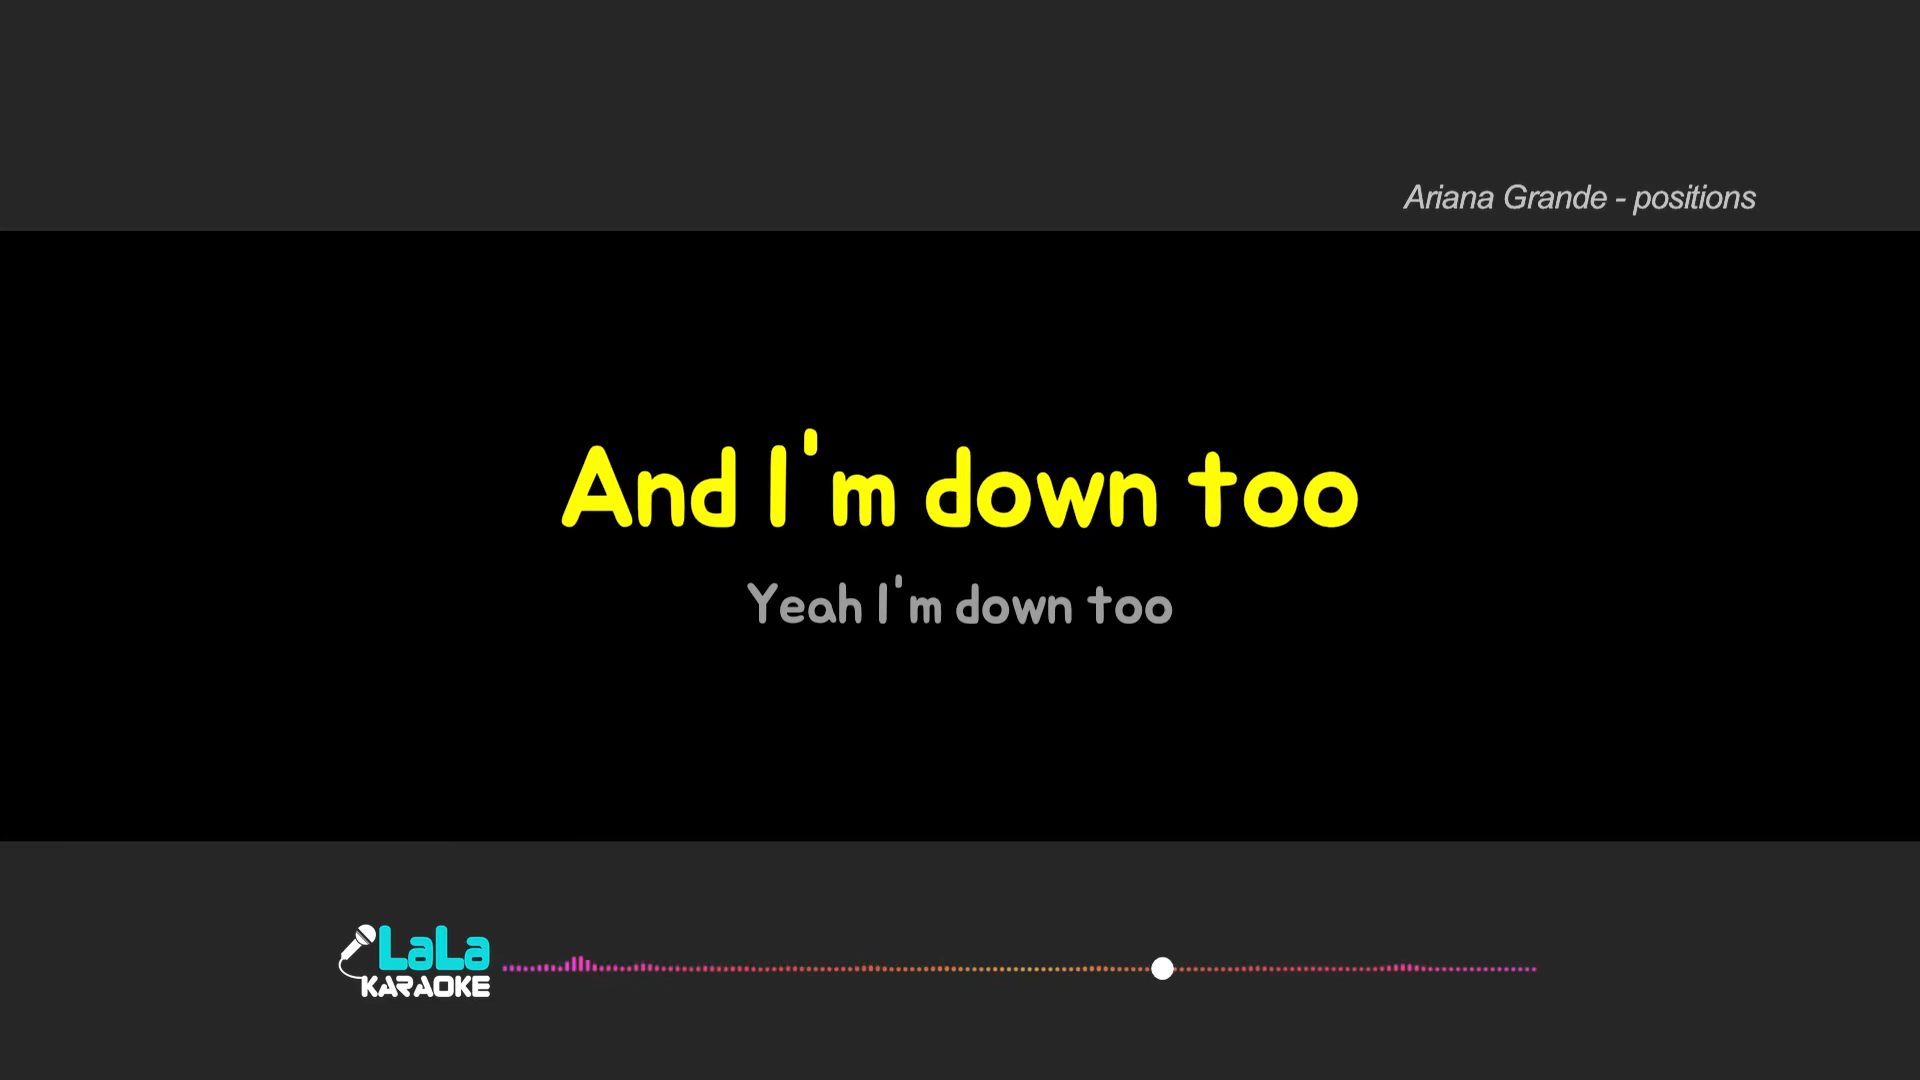 Ariana Grande - positions
And I'm down too
Yeah I'm down too
LaLa
KARAOKE